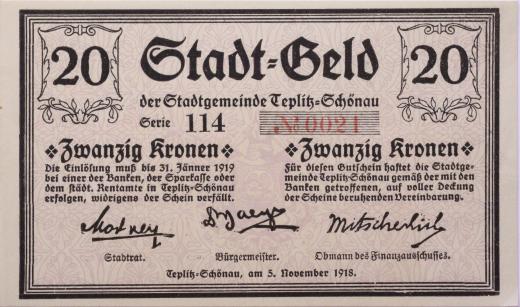 20 Stadt-Geld 20
der Stadtgemeinde Teplitz-Schönau
Serie 114 No 0021
Zwanzig Kronen Zwanzig Kronen
Die Einlösung muß bis 31. Jänner 1919
bei einer der Banken, der Sparkasse oder
dem städt. Rentamte in Teplitz-Schönau
erfolgen, widrigens der Schein verfällt.
Für diesen Gutschein haftet die Stadtge-
meinde Teplitz-Schönau gemäß der mit den
Banken getroffenen, auf voller Deckung
der Scheine beruhenden Vereinbarung.
Stadtrat. Bürgermeister. Obmann des Finanzausschusses.
Teplitz-Schönau, am 5. November 1918.